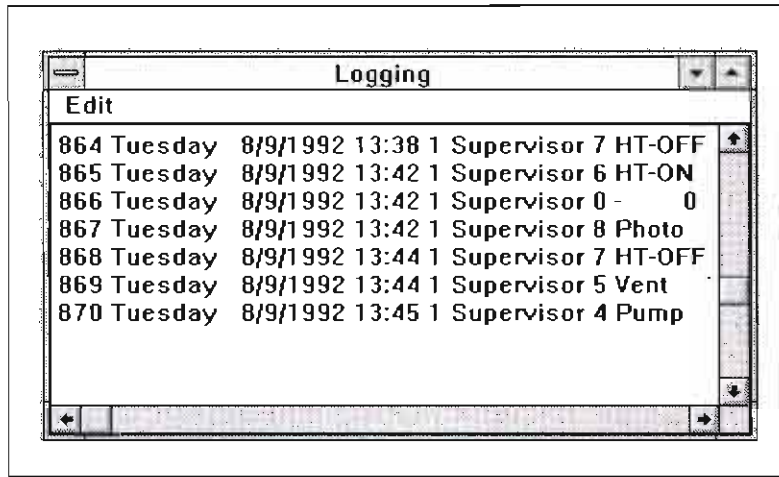 Logging
Edit
864 Tuesday 8/9/1992 13:38 1 Supervisor 7 HT-OFF
865 Tuesday 8/9/1992 13:42 1 Supervisor 6 HT-ON
866 Tuesday 8/9/1992 13:42 1 Supervisor 0 - 0
867 Tuesday 8/9/1992 13:42 1 Supervisor 8 Photo
868 Tuesday 8/9/1992 13:44 1 Supervisor 7 HT-OFF
869 Tuesday 8/9/1992 13:44 1 Supervisor 5 Vent
870 Tuesday 8/9/1992 13:45 1 Supervisor 4 Pump